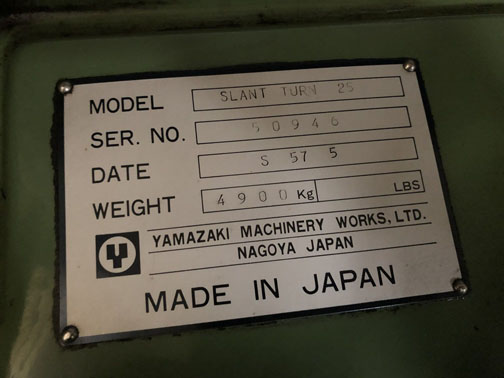 MODEL SLANT TURN 25
SER. NO. 50946
DATE S 57 5
WEIGHT 4900 Kg LBS
Y YAMAZAKI MACHINERY WORKS, LTD.
NAGOYA JAPAN
MADE IN JAPAN